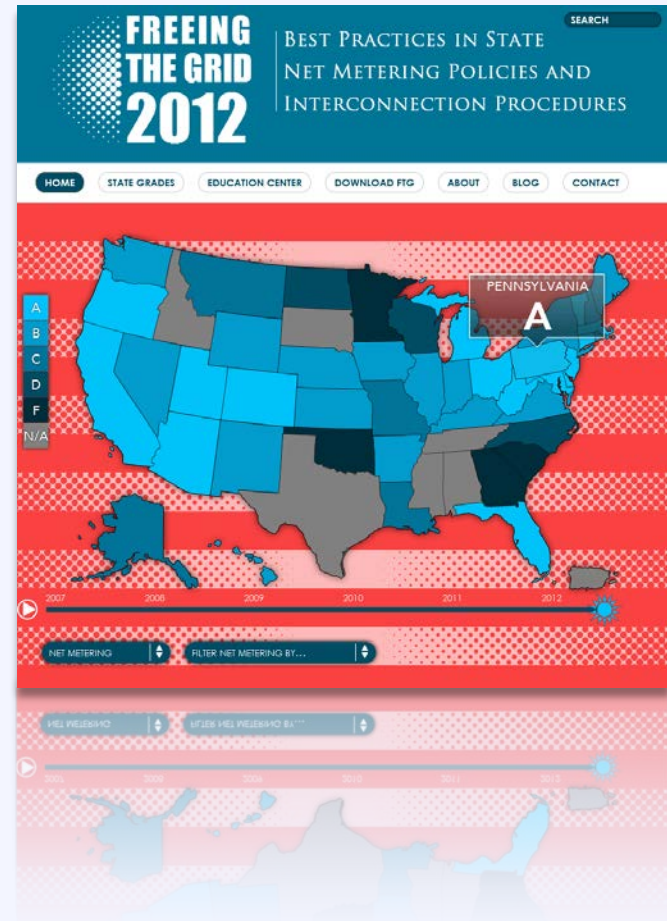 FREEING
THE GRID
2012
BEST PRACTICES IN STATE
NET METERING POLICIES AND
INTERCONNECTION PROCEDURES
SEARCH
HOME STATE GRADES EDUCATION CENTER DOWNLOAD FTG ABOUT BLOG CONTACT
PENNSYLVANIA
A
A
B
C
D
F
N/A
2007 2008 2009 2010 2011 2012
NET METERING FILTER NET METERING BY...